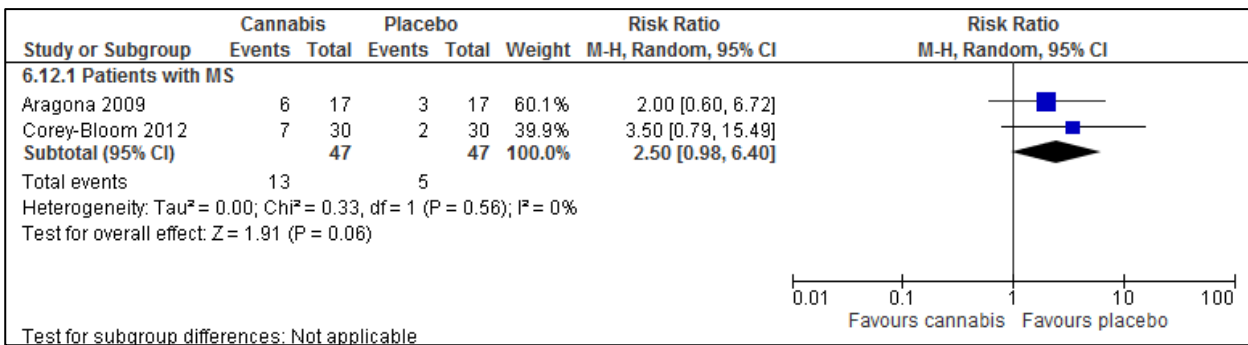 Cannabis Placebo Risk Ratio Risk Ratio
Study or Subgroup Events Total Events Total Weight M-H, Random, 95% CI M-H, Random, 95% CI
6.12.1 Patients with MS
Aragona 2009 6 17 3 17 60.1% 2.00 [0.60, 6.72]
Corey-Bloom 2012 7 30 2 30 39.9% 3.50 [0.79, 15.49]
Subtotal (95% CI) 47 47 100.0% 2.50 [0.98, 6.40]
Total events 13 5
Heterogeneity: Tau² = 0.00; Chi² = 0.33, df = 1 (P = 0.56); I² = 0%
Test for overall effect: Z = 1.91 (P = 0.06)
0.01 0.1 1 10 100
Favours cannabis Favours placebo
Test for subgroup differences: Not applicable